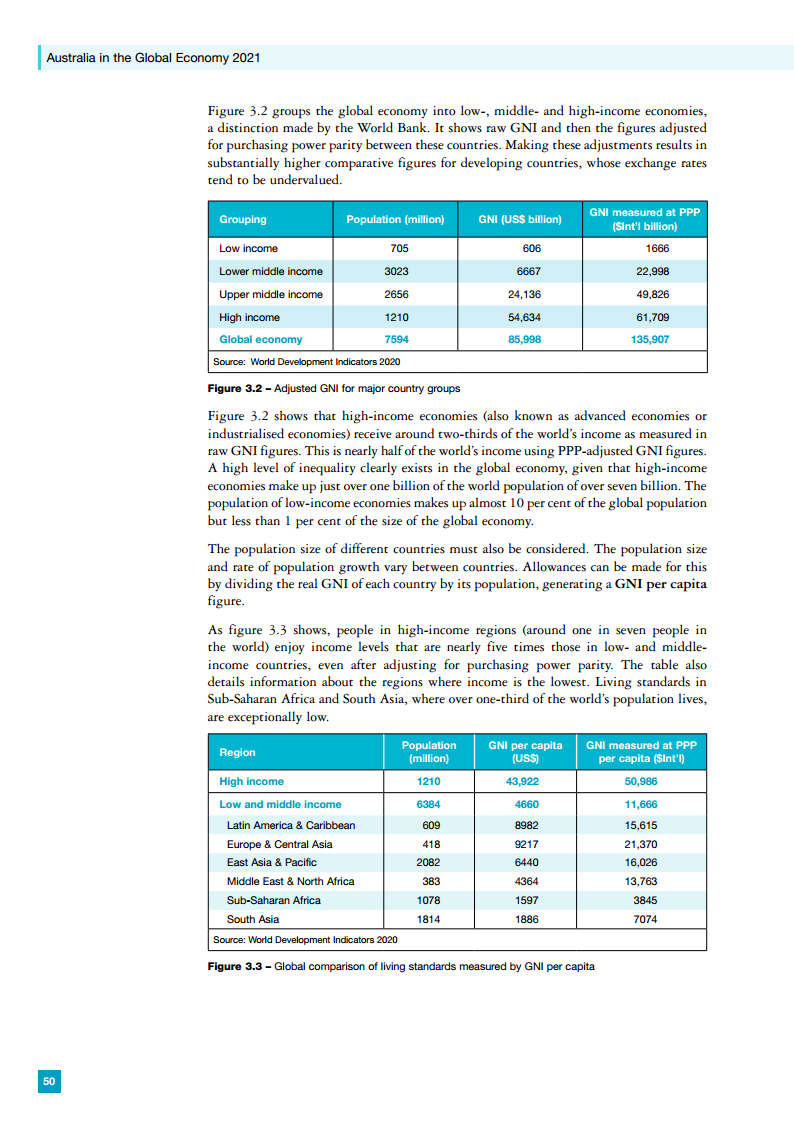 Australia in the Global Economy 2021
Figure 3.2 groups the global economy into low-, middle- and high-income economies,
a distinction made by the World Bank. It shows raw GNI and then the figures adjusted
for purchasing power parity between these countries. Making these adjustments results in
substantially higher comparative figures for developing countries, whose exchange rates
tend to be undervalued.
Grouping Population (million) GNI (US$ billion) GNI measured at PPP
($Int'l billion)
Low income 705 606 1666
Lower middle income 3023 6667 22,998
Upper middle income 2656 24,136 49,826
High income 1210 54,634 61,709
Global economy 7594 85,998 135,907
Source: World Development Indicators 2020
Figure 3.2 – Adjusted GNI for major country groups
Figure 3.2 shows that high-income economies (also known as advanced economies or
industrialised economies) receive around two-thirds of the world's income as measured in
raw GNI figures. This is nearly half of the world's income using PPP-adjusted GNI figures.
A high level of inequality clearly exists in the global economy, given that high-income
economies make up just over one billion of the world population of over seven billion. The
population of low-income economies makes up almost 10 per cent of the global population
but less than 1 per cent of the size of the global economy.
The population size of different countries must also be considered. The population size
and rate of population growth vary between countries. Allowances can be made for this
by dividing the real GNI of each country by its population, generating a GNI per capita
figure.
As figure 3.3 shows, people in high-income regions (around one in seven people in
the world) enjoy income levels that are nearly five times those in low- and middle-
income countries, even after adjusting for purchasing power parity. The table also
details information about the regions where income is the lowest. Living standards in
Sub-Saharan Africa and South Asia, where over one-third of the world's population lives,
are exceptionally low.
Region Population
(million) GNI per capita
(US$) GNI measured at PPP
per capita ($Int'l)
High income 1210 43,922 50,986
Low and middle income 6384 4660 11,666
Latin America & Caribbean 609 8982 15,615
Europe & Central Asia 418 9217 21,370
East Asia & Pacific 2082 6440 16,026
Middle East & North Africa 383 4364 13,763
Sub-Saharan Africa 1078 1597 3845
South Asia 1814 1886 7074
Source: World Development Indicators 2020
Figure 3.3 – Global comparison of living standards measured by GNI per capita
50